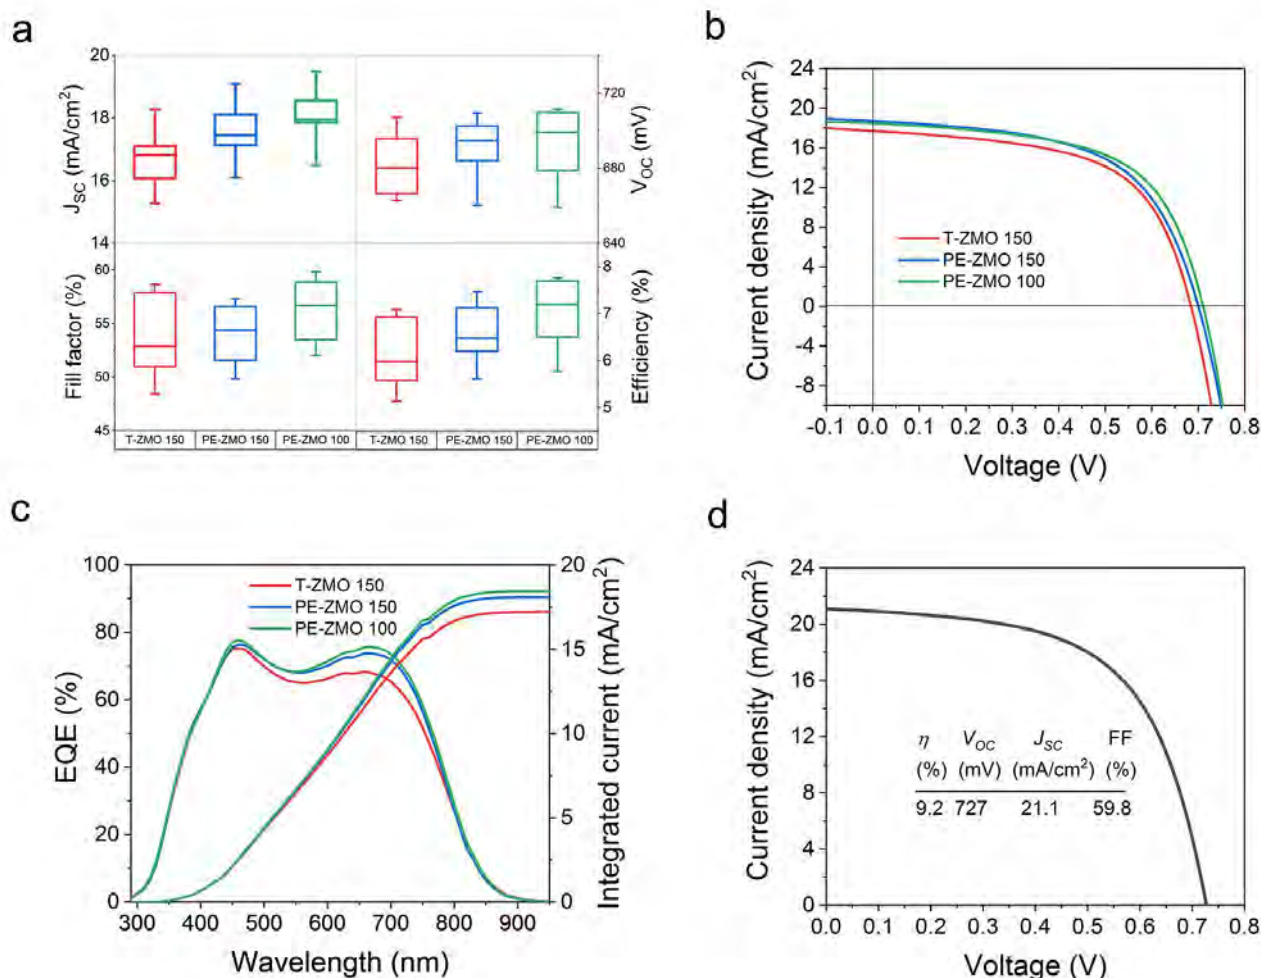 a
20
18
16
14
J_SC (mA/cm²)
720
680
640
V_OC (mV)
60
55
50
45
Fill factor (%)
8
7
6
5
Efficiency (%)
T-ZMO 150 PE-ZMO 150 PE-ZMO 100 T-ZMO 150 PE-ZMO 150 PE-ZMO 100
b
24
20
16
12
8
4
0
-4
-8
Current density (mA/cm²)
T-ZMO 150
PE-ZMO 150
PE-ZMO 100
-0.1 0.0 0.1 0.2 0.3 0.4 0.5 0.6 0.7 0.8
Voltage (V)
c
100
80
60
40
20
0
EQE (%)
T-ZMO 150
PE-ZMO 150
PE-ZMO 100
20
15
10
5
0
Integrated current (mA/cm²)
300 400 500 600 700 800 900
Wavelength (nm)
d
24
20
16
12
8
4
0
Current density (mA/cm²)
η V_OC J_SC FF
(%) (mV) (mA/cm²) (%)
9.2 727 21.1 59.8
0.0 0.1 0.2 0.3 0.4 0.5 0.6 0.7 0.8
Voltage (V)